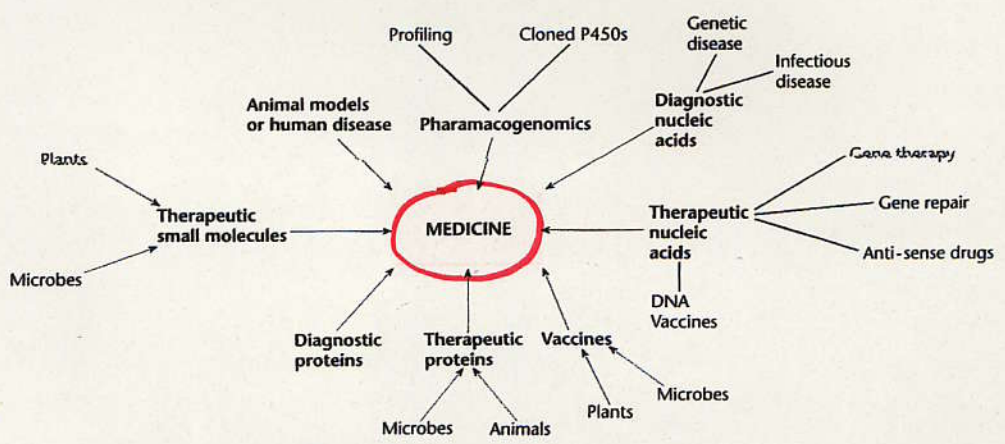 Profiling
Cloned P450s
Genetic
disease
Infectious
disease
Animal models
or human disease
Pharamacogenomics
Diagnostic
nucleic
acids
Plants
Gene therapy
Therapeutic
small molecules
MEDICINE
Therapeutic
nucleic
acids
Gene repair
Anti-sense drugs
Microbes
DNA
Vaccines
Diagnostic
proteins
Therapeutic
proteins
Vaccines
Microbes
Plants
Microbes
Animals